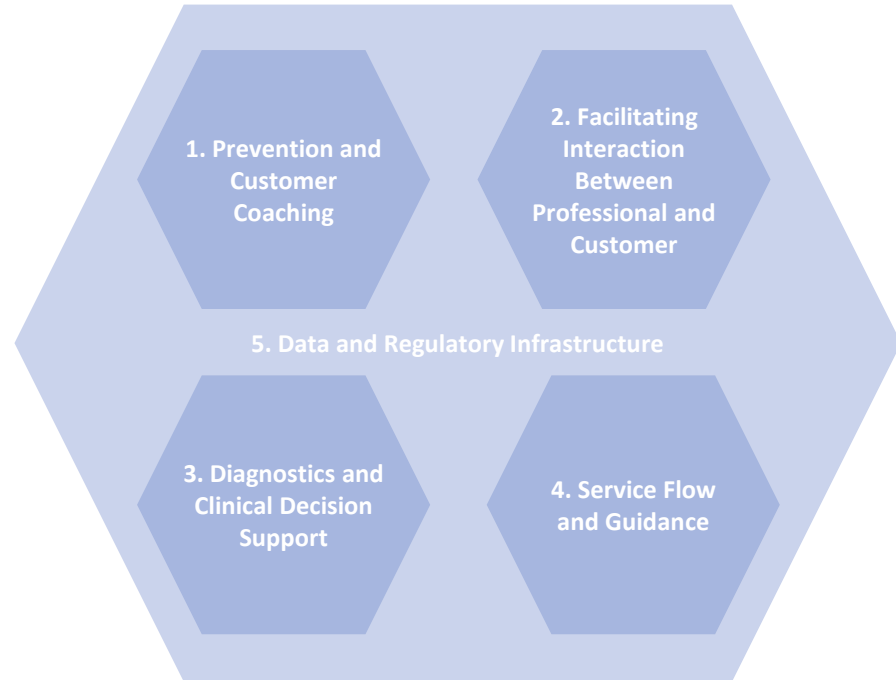 1. Prevention and
Customer
Coaching
2. Facilitating
Interaction
Between
Professional and
Customer
5. Data and Regulatory Infrastructure
3. Diagnostics and
Clinical Decision
Support
4. Service Flow
and Guidance